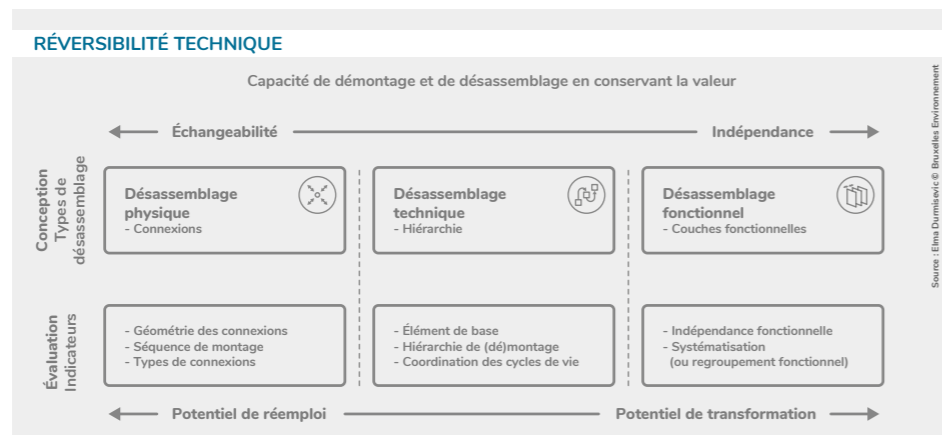 RÉVERSIBILITÉ TECHNIQUE
Capacité de démontage et de désassemblage en conservant la valeur
Échangeabilité
Indépendance
Conception
Types de
désassemblage
Désassemblage
physique
- Connexions
Désassemblage
technique
- Hiérarchie
Désassemblage
fonctionnel
- Couches fonctionnelles
Évaluation
Indicateurs
- Géométrie des connexions
- Séquence de montage
- Types de connexions
- Élément de base
- Hiérarchie de (dé)montage
- Coordination des cycles de vie
- Indépendance fonctionnelle
- Systématisation
(ou regroupement fonctionnel)
Potentiel de réemploi
Potentiel de transformation
Source : Elma Durmisevic © Bruxelles Environnement